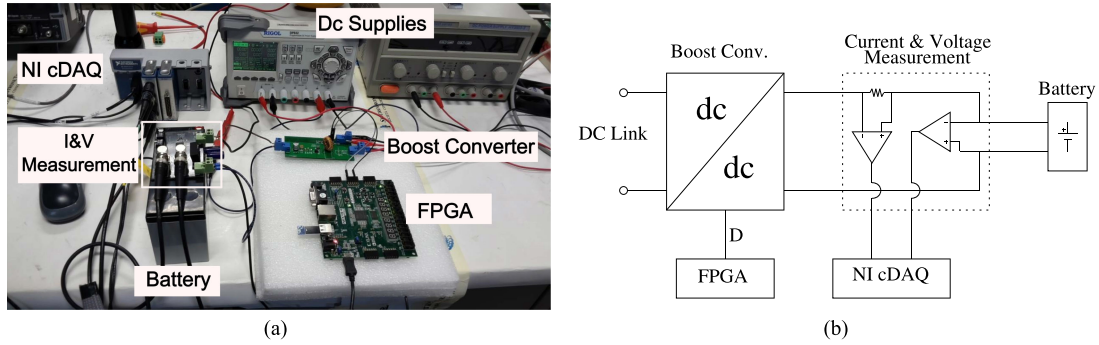 Dc Supplies
NI cDAQ
RIGOL
I&V
Measurement
Boost Converter
FPGA
Battery
(a)
Boost Conv.
Current & Voltage
Measurement
Battery
DC Link
dc
dc
D
FPGA
NI cDAQ
(b)